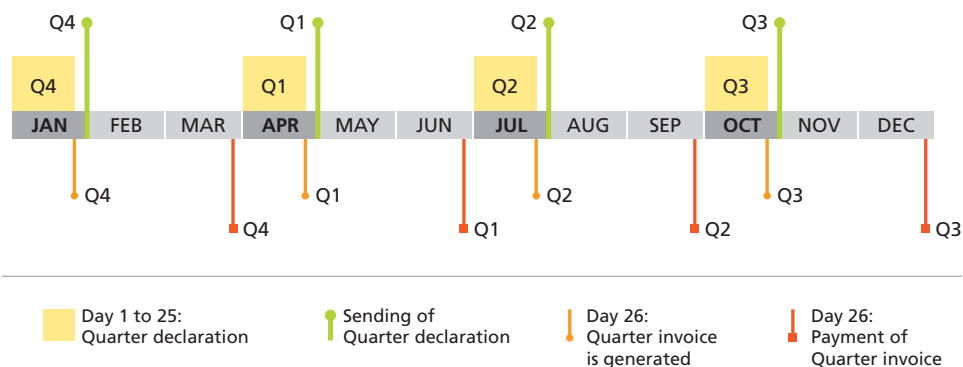 Q4 Q1 Q2 Q3
Q4 Q1 Q2 Q3
JAN FEB MAR APR MAY JUN JUL AUG SEP OCT NOV DEC
Q4 Q1 Q2 Q3
Q4 Q1 Q2 Q3
Day 1 to 25:
Quarter declaration
Sending of
Quarter declaration
Day 26:
Quarter invoice
is generated
Day 26:
Payment of
Quarter invoice